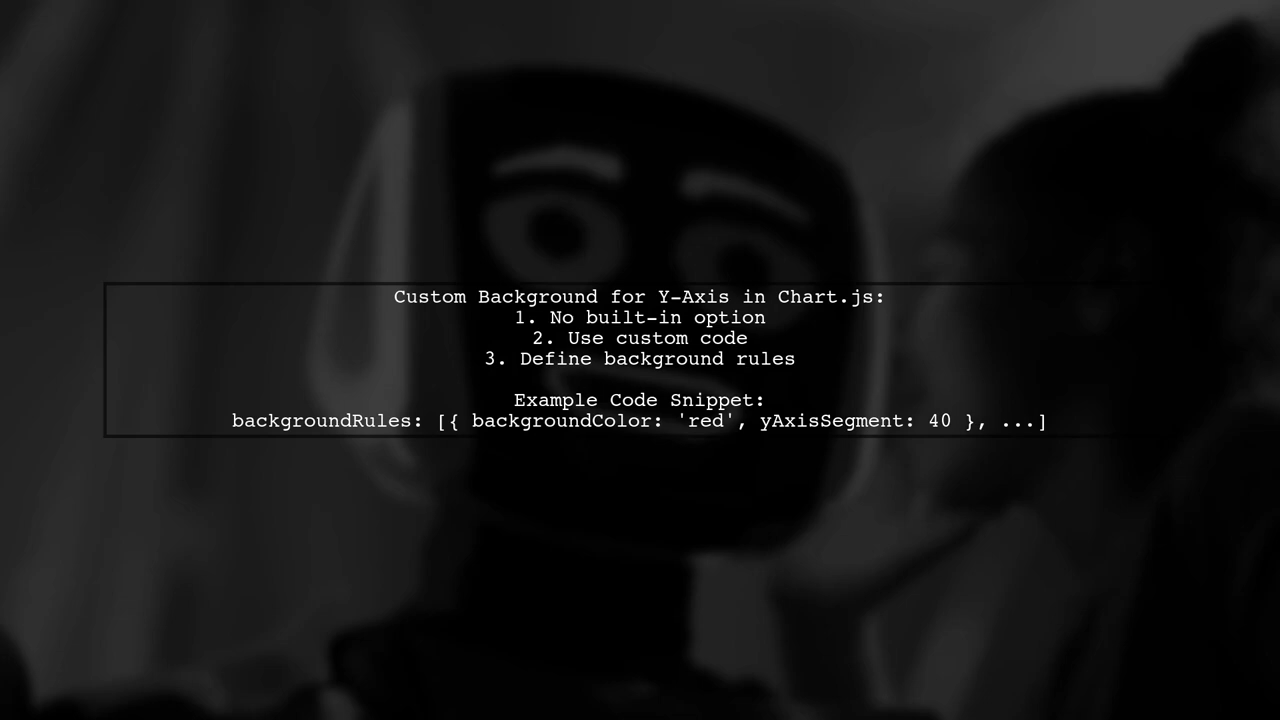 Custom Background for Y-Axis in Chart.js:
1. No built-in option
2. Use custom code
3. Define background rules
Example Code Snippet:
backgroundRules: [{ backgroundColor: 'red', yAxisSegment: 40 }, ...]